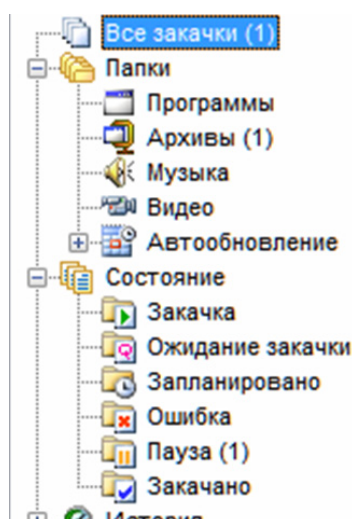 Все закачки (1)
Папки
Программы
Архивы (1)
Музыка
Видео
Автообновление
Состояние
Закачка
Ожидание закачки
Запланировано
Ошибка
Пауза (1)
Закачано
История